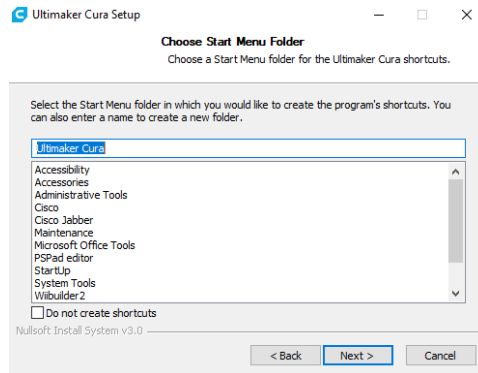 Ultimaker Cura Setup
Choose Start Menu Folder
Choose a Start Menu folder for the Ultimaker Cura shortcuts.
Select the Start Menu folder in which you would like to create the program's shortcuts. You
can also enter a name to create a new folder.
Ultimaker Cura
Accessibility
Accessories
Administrative Tools
Cisco
Cisco Jabber
Maintenance
Microsoft Office Tools
PSPad editor
StartUp
System Tools
Wiibuilder2
Do not create shortcuts
Nullsoft Install System v3.0
< Back Next > Cancel